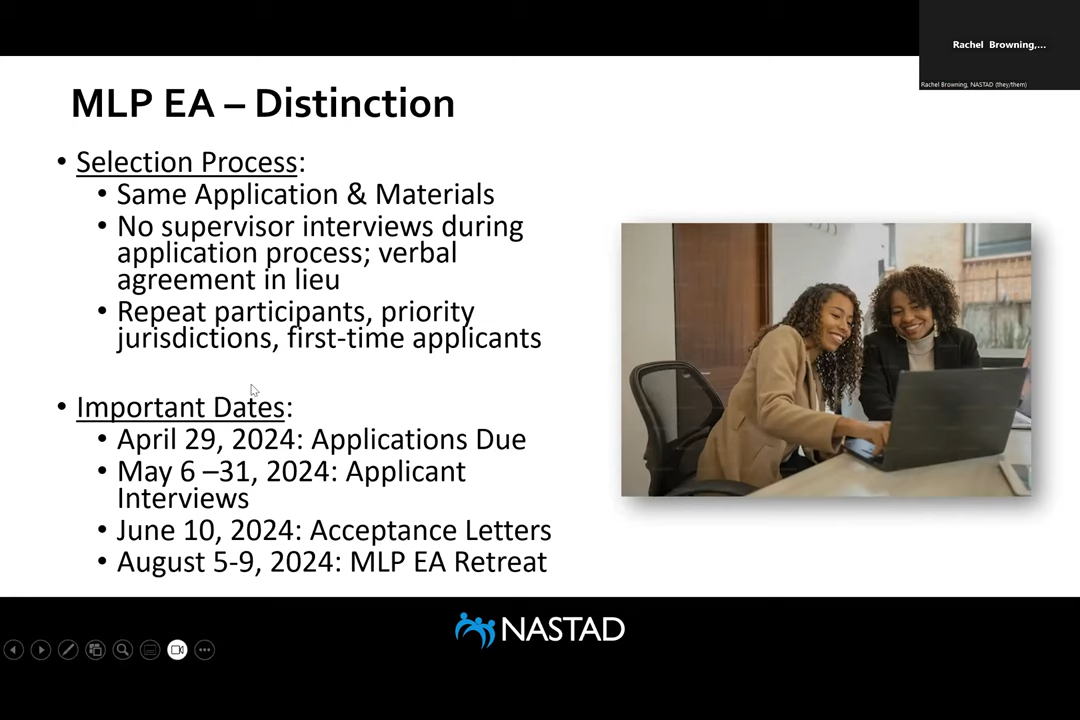 Rachel Browning,...
Rachel Browning, NASTAD (they/them)
MLP EA – Distinction
• Selection Process:
• Same Application & Materials
• No supervisor interviews during
application process; verbal
agreement in lieu
• Repeat participants, priority
jurisdictions, first-time applicants
• Important Dates:
• April 29, 2024: Applications Due
• May 6 –31, 2024: Applicant
Interviews
• June 10, 2024: Acceptance Letters
• August 5-9, 2024: MLP EA Retreat
NASTAD